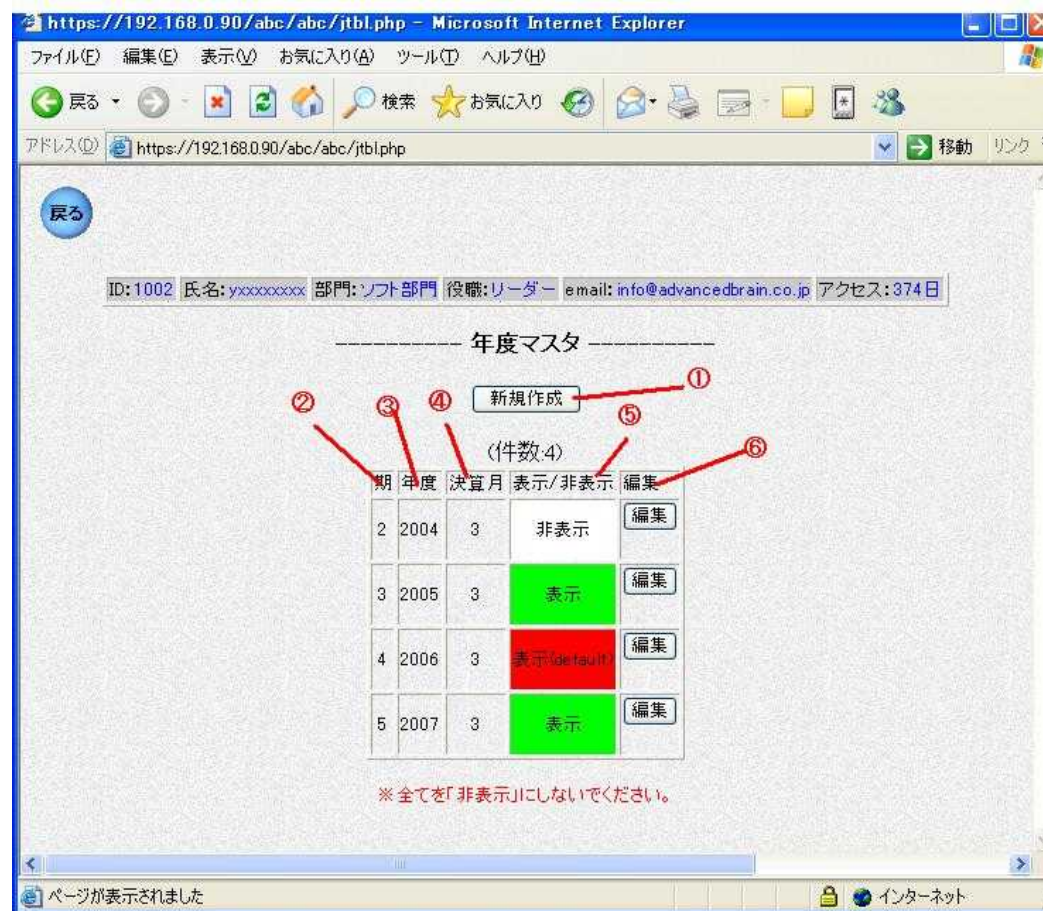 https://192.168.0.90/abc/abc/jtbl.php - Microsoft Internet Explorer
ファイル(F) 編集(E) 表示(V) お気に入り(A) ツール(T) ヘルプ(H)
戻る 検索 お気に入り
アドレス(D) https://192.168.0.90/abc/abc/jtbl.php 移動 リンク
戻る
ID:1002 氏名:yxxxxxxxx 部門:ソフト部門 役職:リーダー email:info@advancedbrain.co.jp アクセス:374日
---------- 年度マスタ ----------
新規作成 ①
② ③ ④ ⑤ ⑥
(件数:4)
期 年度 決算月 表示/非表示 編集
2 2004 3 非表示 編集
3 2005 3 表示 編集
4 2006 3 表示(default) 編集
5 2007 3 表示 編集
※全てを「非表示」にしないでください。
ページが表示されました インターネット